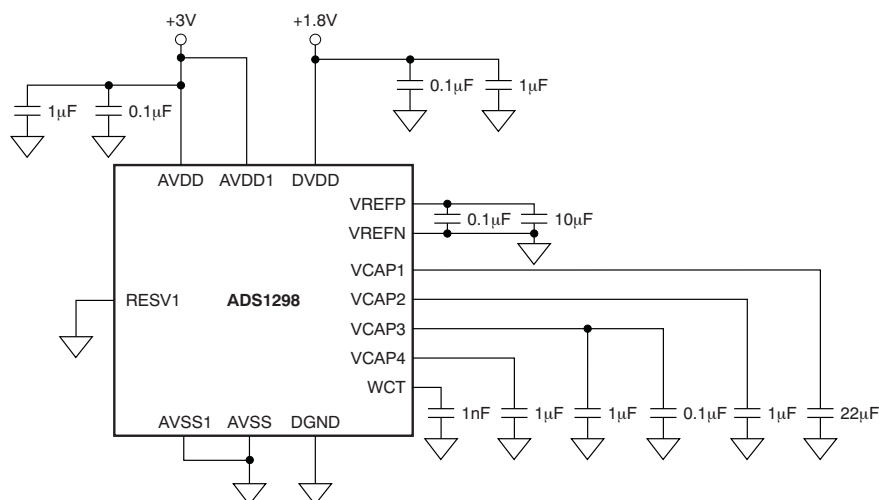 +3V
+1.8V
0.1μF
1μF
1μF
0.1μF
AVDD
AVDD1
DVDD
VREFP
0.1μF
10μF
VREFN
VCAP1
RESV1
ADS1298
VCAP2
VCAP3
VCAP4
WCT
1nF
1μF
1μF
0.1μF
1μF
22μF
AVSS1
AVSS
DGND